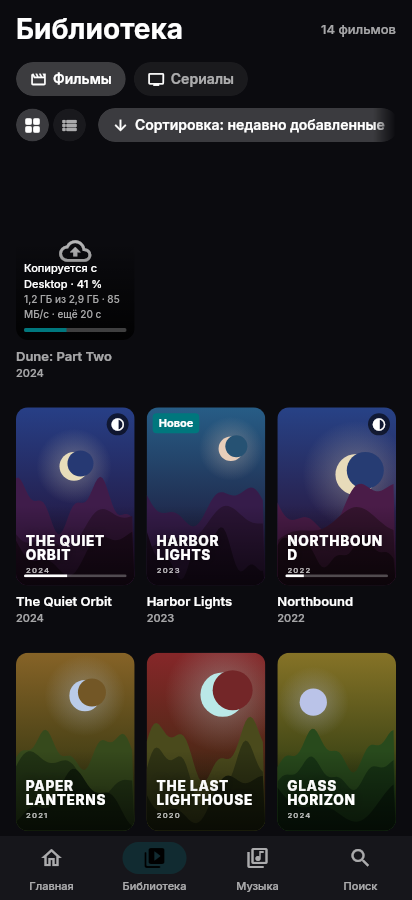 Библиотека
14 фильмов
Фильмы
Сериалы
Сортировка: недавно добавленные
Копируется с
Desktop · 41 %
1,2 ГБ из 2,9 ГБ · 85
МБ/с · ещё 20 с
Dune: Part Two
2024
THE QUIET
ORBIT
2024
Новое
HARBOR
LIGHTS
2023
NORTHBOUN
D
2022
The Quiet Orbit
2024
Harbor Lights
2023
Northbound
2022
PAPER
LANTERNS
2021
THE LAST
LIGHTHOUSE
2020
GLASS
HORIZON
2024
Главная
Библиотека
Музыка
Поиск